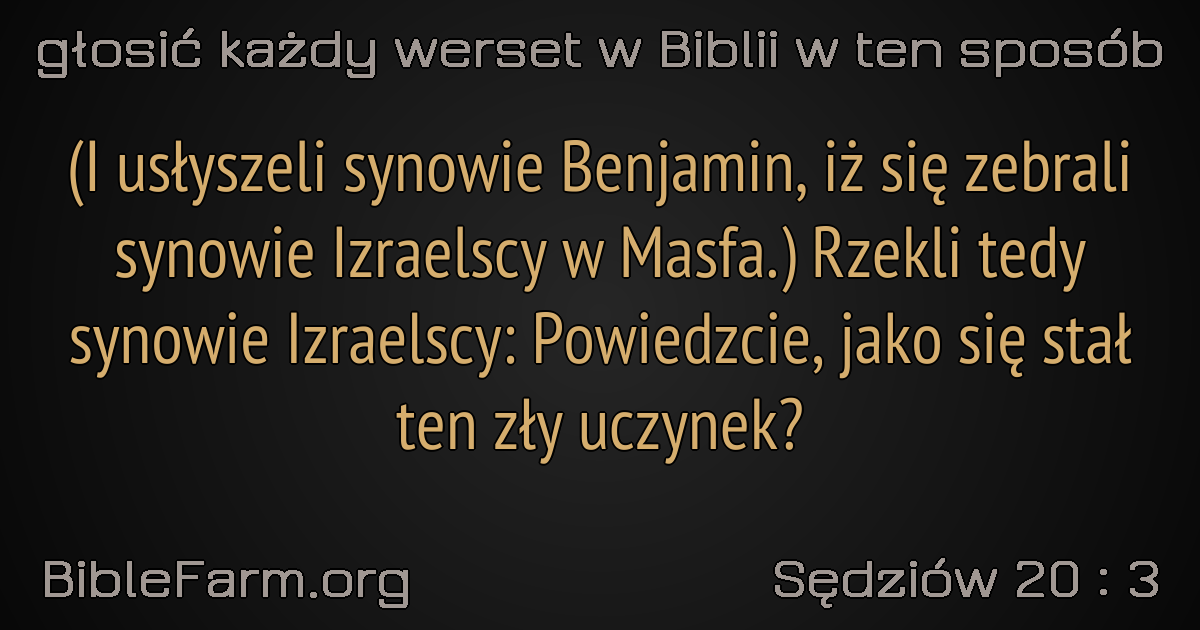 głosić każdy werset w Biblii w ten sposób
(I usłyszeli synowie Benjamin, iż się zebrali
synowie Izraelscy w Masfa.) Rzekli tedy
synowie Izraelscy: Powiedzcie, jako się stał
ten zły uczynek?
BibleFarm.org
Sędziów 20 : 3